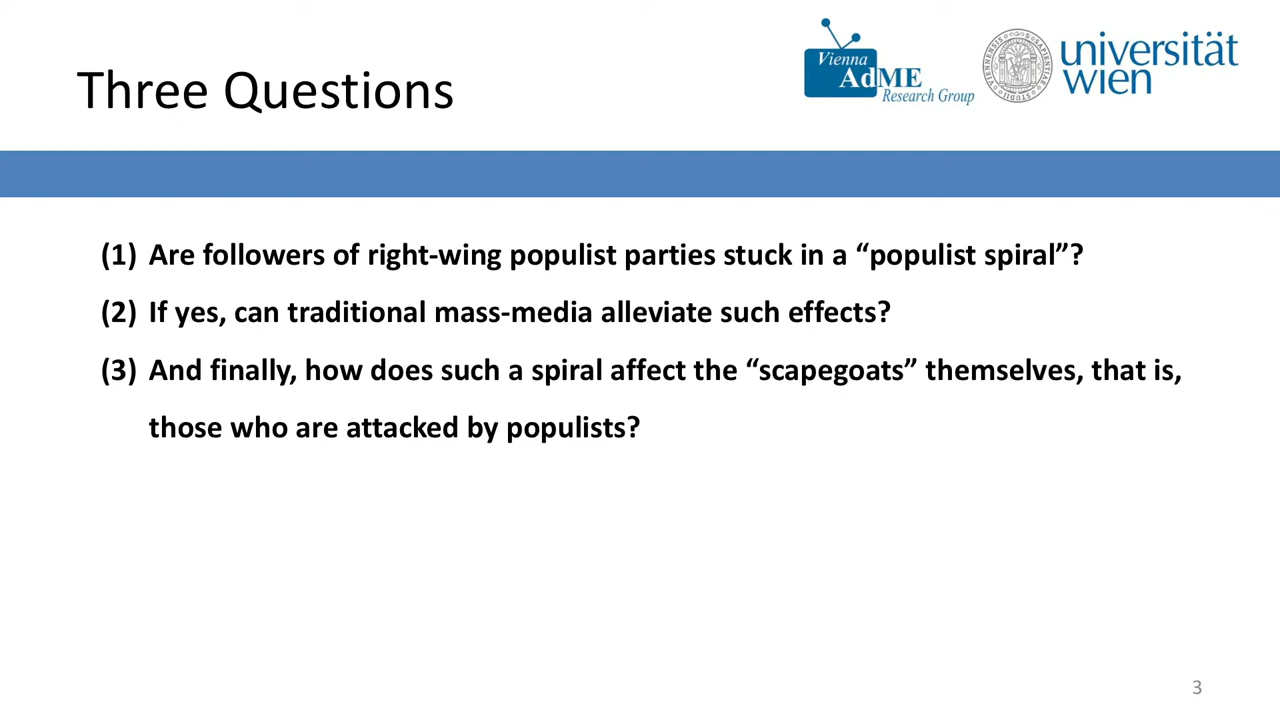 Three Questions
Vienna
AdME
Research Group
universität
wien
(1) Are followers of right-wing populist parties stuck in a “populist spiral”?
(2) If yes, can traditional mass-media alleviate such effects?
(3) And finally, how does such a spiral affect the “scapegoats” themselves, that is,
those who are attacked by populists?
3